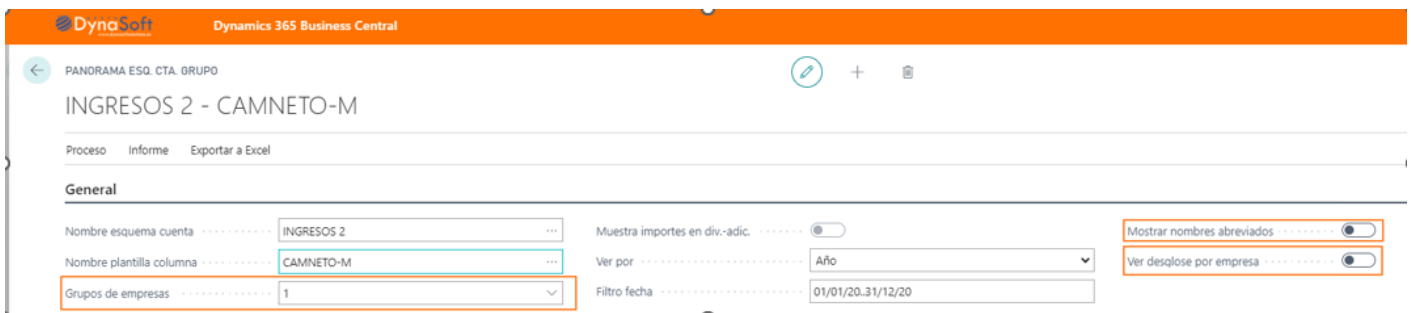 DynaSoft Dynamics 365 Business Central
PANORAMA ESQ. CTA. GRUPO
INGRESOS 2 - CAMNETO-M
Proceso Informe Exportar a Excel
General
Nombre esquema cuenta INGRESOS 2 Muestra importes en div.-adic. Mostrar nombres abreviados
Nombre plantilla columna CAMNETO-M Ver por Año Ver desglose por empresa
Grupos de empresas 1 Filtro fecha 01/01/20..31/12/20